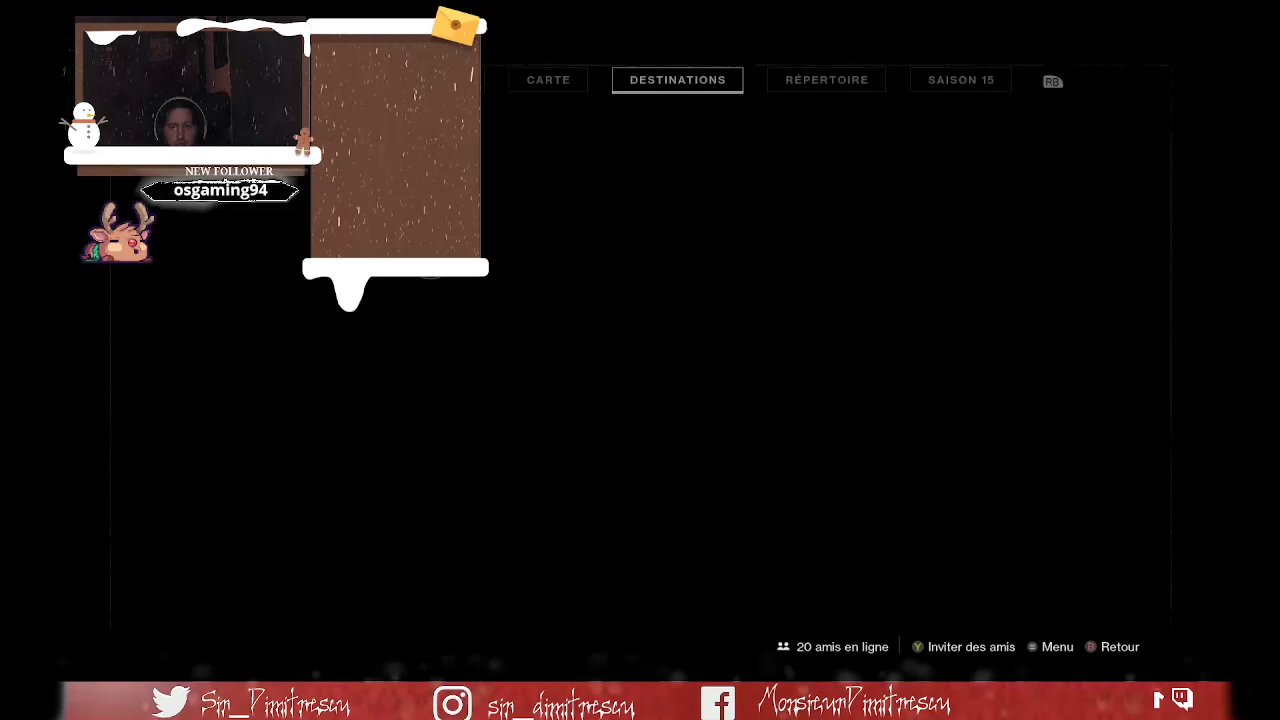 CARTE
DESTINATIONS
RÉPERTOIRE
SAISON 15
RB
NEW FOLLOWER
osgaming94
20 amis en ligne
Y Inviter des amis
Menu
B Retour
Sir_Dimitrescu
sir_dimitrescu
MonsieurDimitrescu